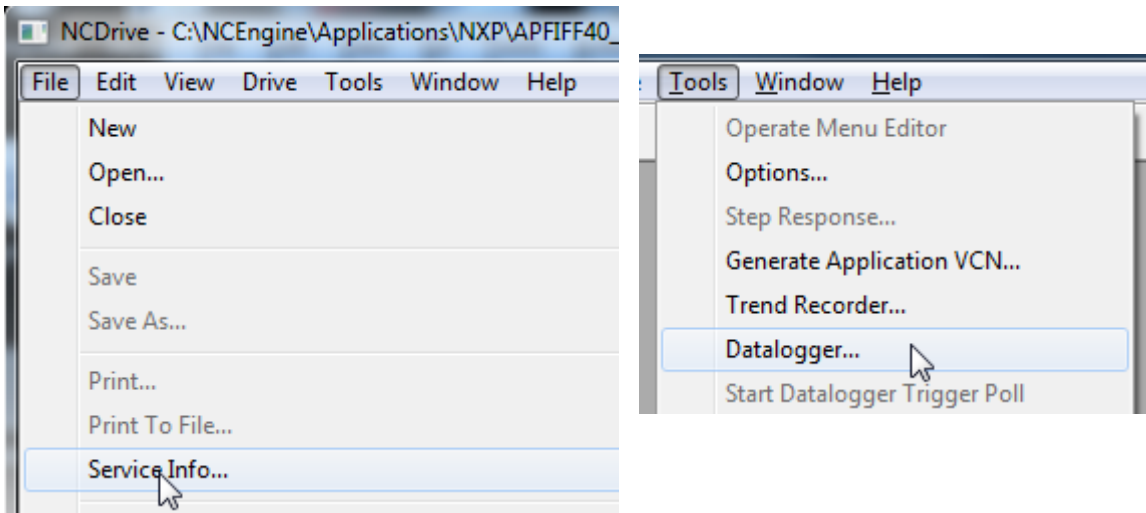 NCDrive - C:\NCEngine\Applications\NXP\APFIFF40_
File Edit View Drive Tools Window Help
New
Open...
Close
Save
Save As...
Print...
Print To File...
Service Info...
Tools Window Help
Operate Menu Editor
Options...
Step Response...
Generate Application VCN...
Trend Recorder...
Datalogger...
Start Datalogger Trigger Poll